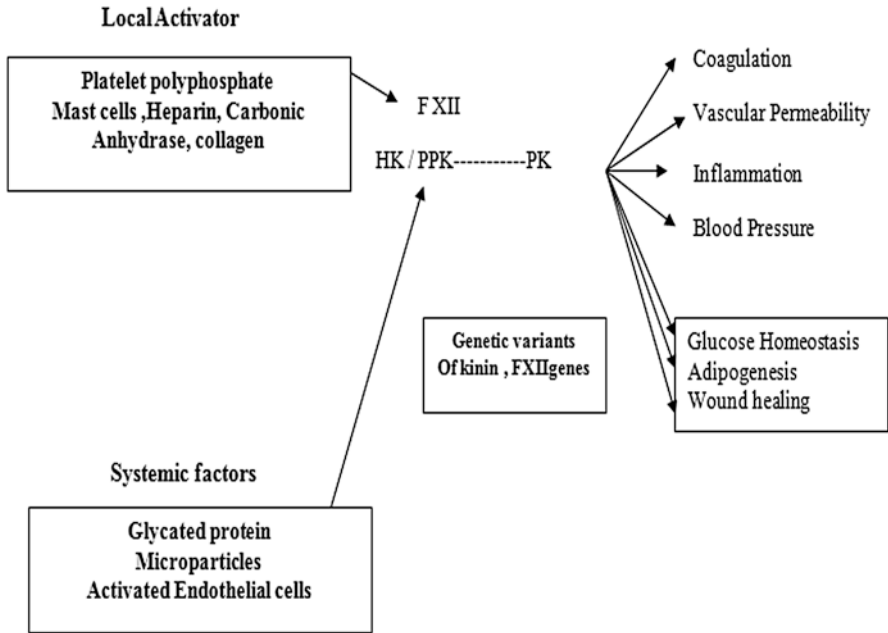 Local Activator
Platelet polyphosphate
Mast cells ,Heparin, Carbonic
Anhydrase, collagen
F XII
HK / PPK-----------PK
Coagulation
Vascular Permeability
Inflammation
Blood Pressure
Genetic variants
Of kinin , FXIIgenes
Glucose Homeostasis
Adipogenesis
Wound healing
Systemic factors
Glycated protein
Microparticles
Activated Endothelial cells